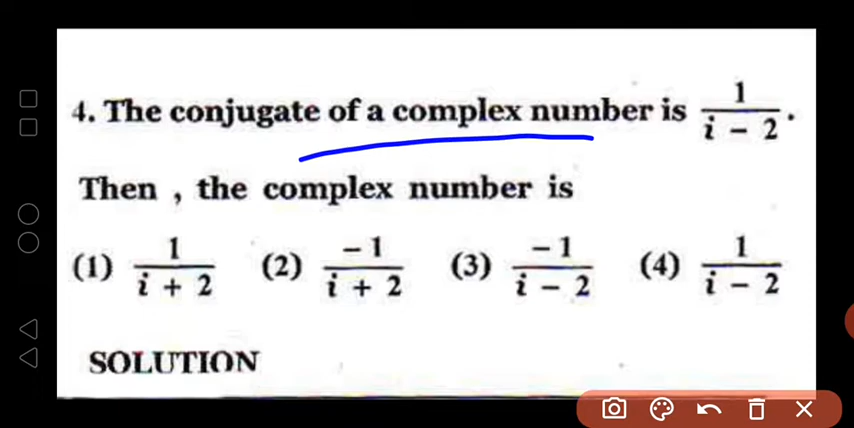 4. The conjugate of a complex number is 1/(i − 2).
Then , the complex number is
(1) 1/(i + 2) (2) −1/(i + 2) (3) −1/(i − 2) (4) 1/(i − 2)
SOLUTION